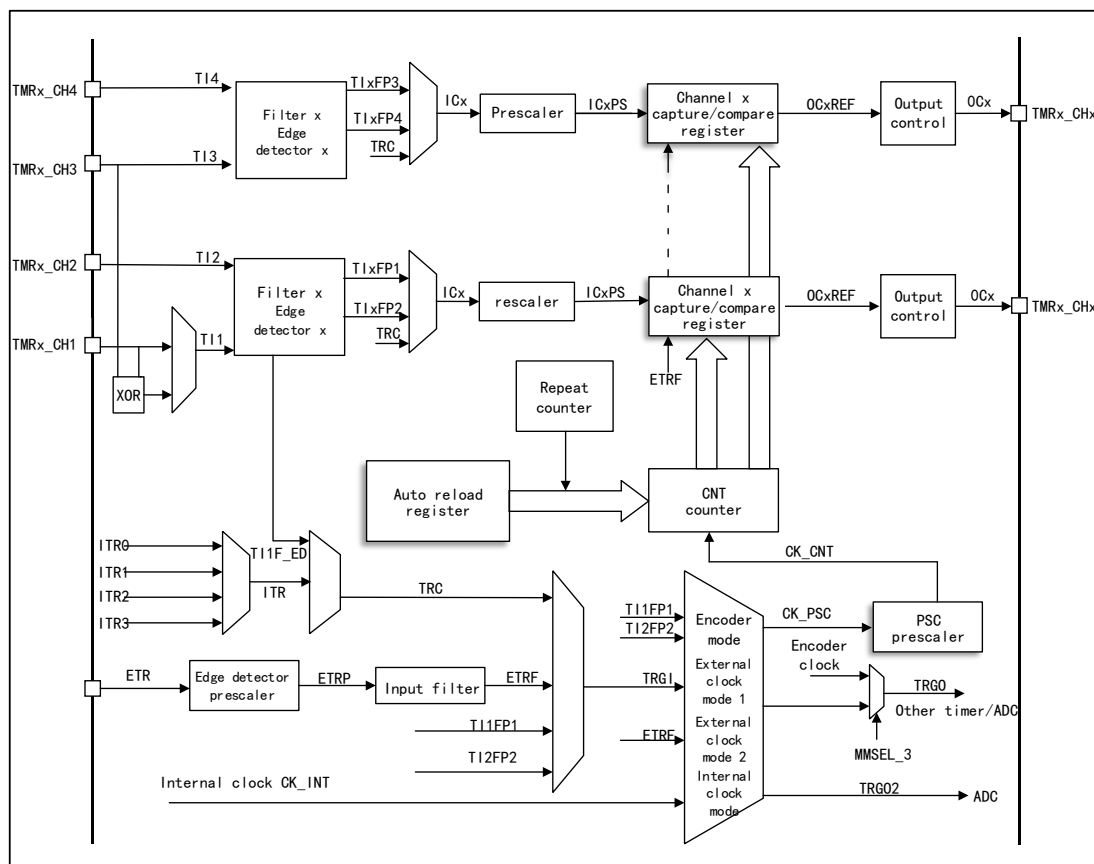 TMRx_CH4
TI4
TIxFP3
ICx
ICxPS
OCxREF
OCx
TMRx_CHx
Filter x
Edge
detector x
TIxFP4
TRC
Prescaler
Channel x
capture/compare
register
Output
control
TMRx_CH3
TI3
TMRx_CH2
TI2
TIxFP1
ICx
ICxPS
OCxREF
OCx
TMRx_CHx
Filter x
Edge
detector x
TIxFP2
TRC
rescaler
Channel x
capture/compare
register
Output
control
TMRx_CH1
TI1
XOR
ETRF
Repeat
counter
Auto reload
register
CNT
counter
CK_CNT
ITR0
ITR1
ITR2
ITR3
ITR
TI1F_ED
TRC
TI1FP1
TI2FP2
Encoder
mode
External
clock
mode 1
External
clock
mode 2
Internal
clock
mode
CK_PSC
PSC
prescaler
Encoder
clock
ETR
Edge detector
prescaler
ETRP
Input filter
ETRF
TRGI
TRGO
Other timer/ADC
TI1FP1
ETRF
TI2FP2
MMSEL_3
Internal clock CK_INT
TRGO2
ADC